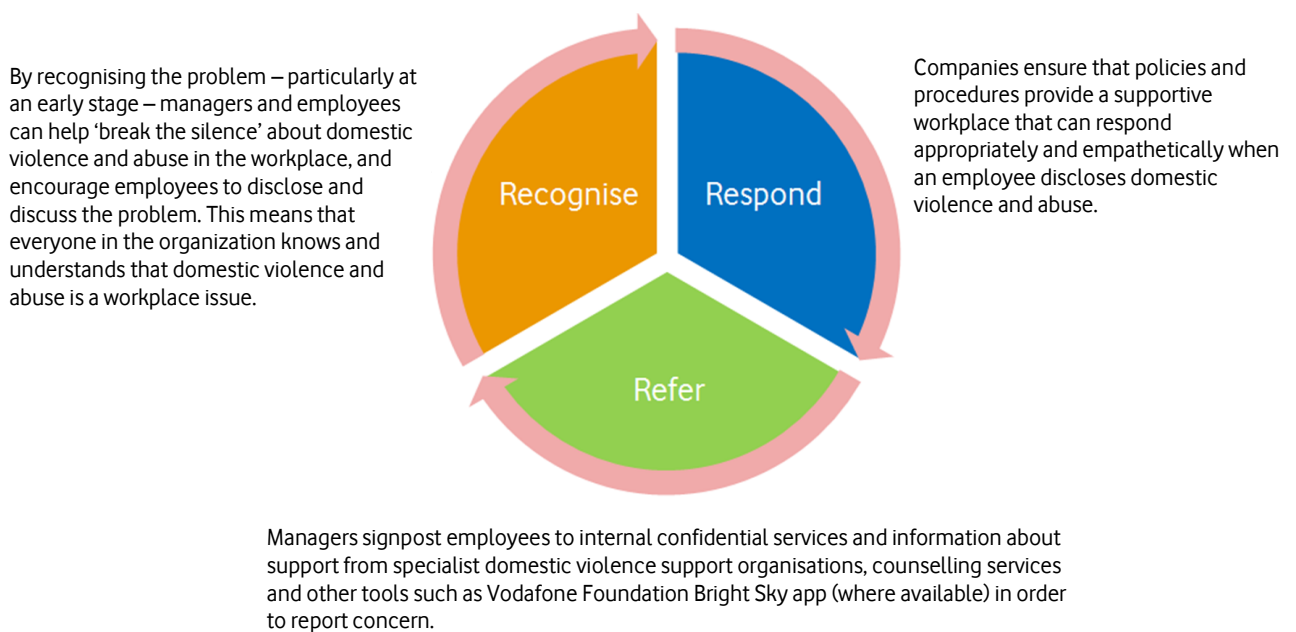 By recognising the problem – particularly at
an early stage – managers and employees
can help ‘break the silence’ about domestic
violence and abuse in the workplace, and
encourage employees to disclose and
discuss the problem. This means that
everyone in the organization knows and
understands that domestic violence and
abuse is a workplace issue.
Recognise
Respond
Companies ensure that policies and
procedures provide a supportive
workplace that can respond
appropriately and empathetically when
an employee discloses domestic
violence and abuse.
Refer
Managers signpost employees to internal confidential services and information about
support from specialist domestic violence support organisations, counselling services
and other tools such as Vodafone Foundation Bright Sky app (where available) in order
to report concern.